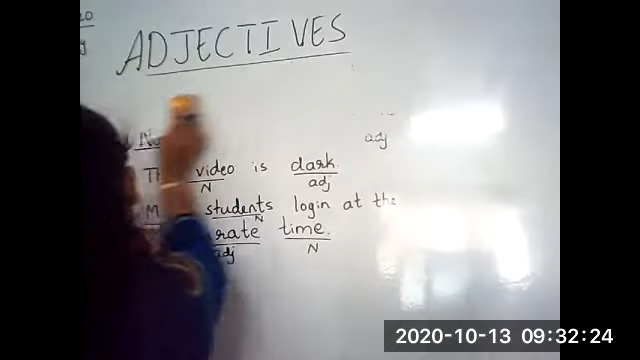 ADJECTIVES
adj
video is dark.
N adj
students login at the
N
rate time.
adj N
2020-10-13 09:32:24